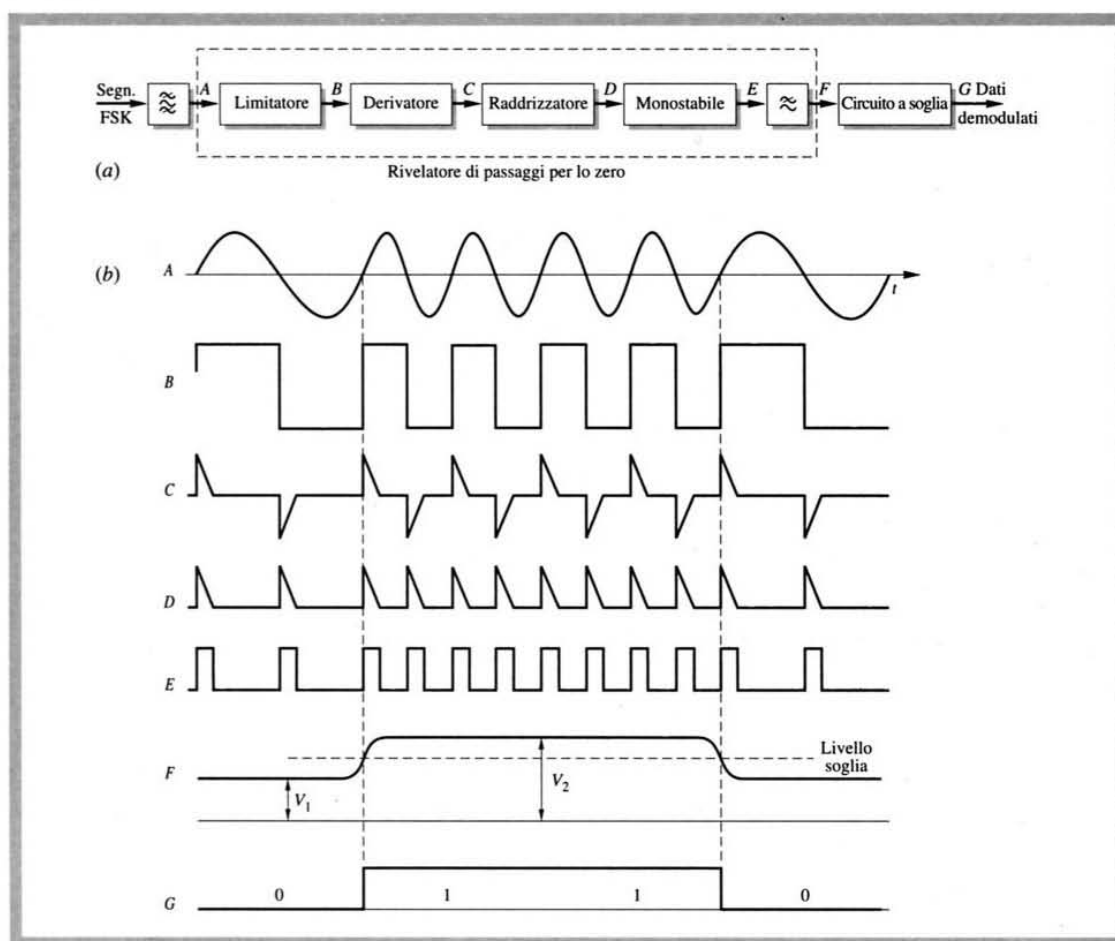 Segn.
FSK
A
Limitatore
B
Derivatore
C
Raddrizzatore
D
Monostabile
E
F
Circuito a soglia
G Dati
demodulati
(a)
Rivelatore di passaggi per lo zero
(b)
A
t
B
C
D
E
F
V1
V2
Livello
soglia
G
0
1
1
0